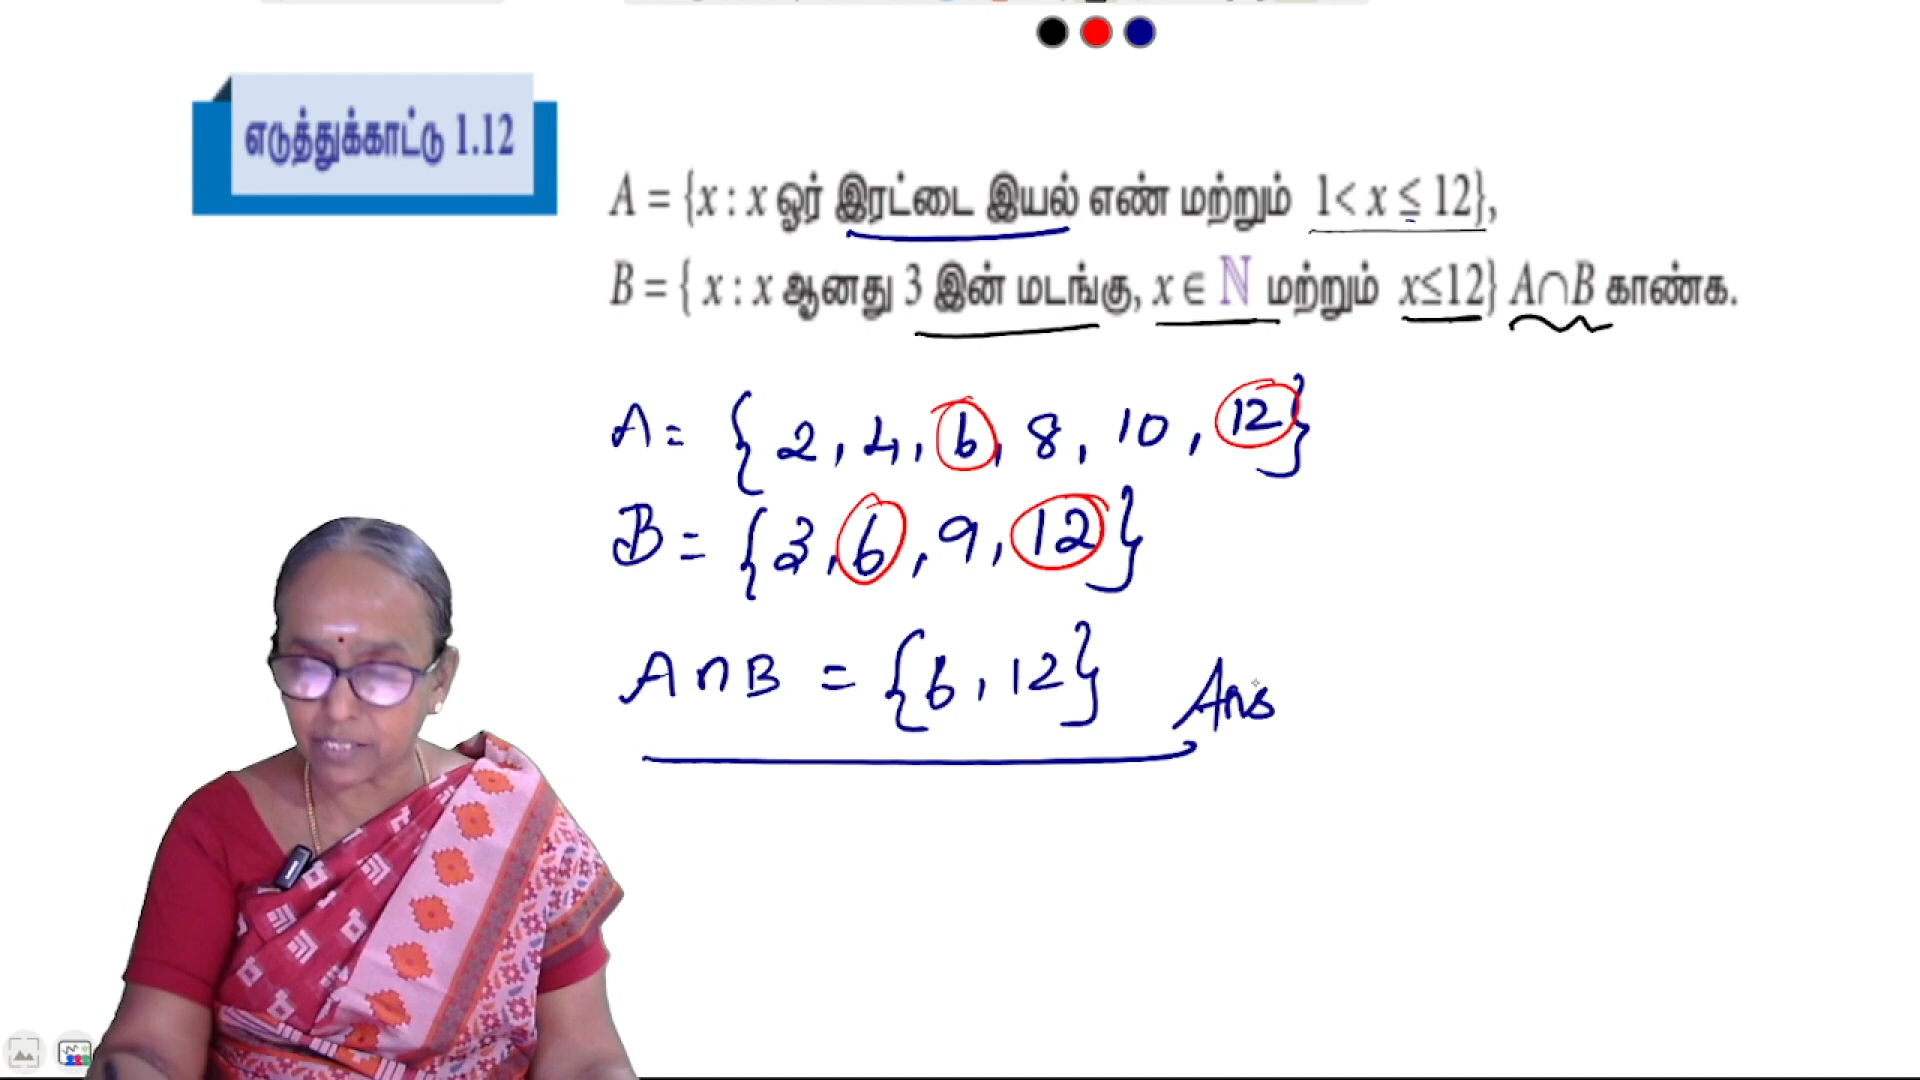 எடுத்துக்காட்டு 1.12
A = {x : x ஓர் இரட்டை இயல் எண் மற்றும் 1< x ≤ 12},
B = { x : x ஆனது 3 இன் மடங்கு, x ∈ ℕ மற்றும் x≤12} A∩B காண்க.
A = { 2, 4, 6, 8, 10, 12}
B = {3, 6, 9, 12}
A∩B = {6, 12} Ans